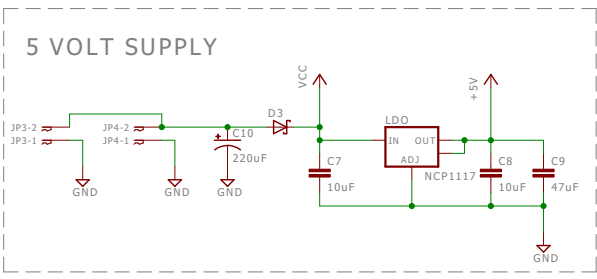 5 VOLT SUPPLY
VCC
+5V
D3
LDO
JP3-2
JP3-1
JP4-2
JP4-1
C10
220uF
IN
OUT
ADJ
NCP1117
C7
10uF
C8
10uF
C9
47uF
GND
GND
GND
GND